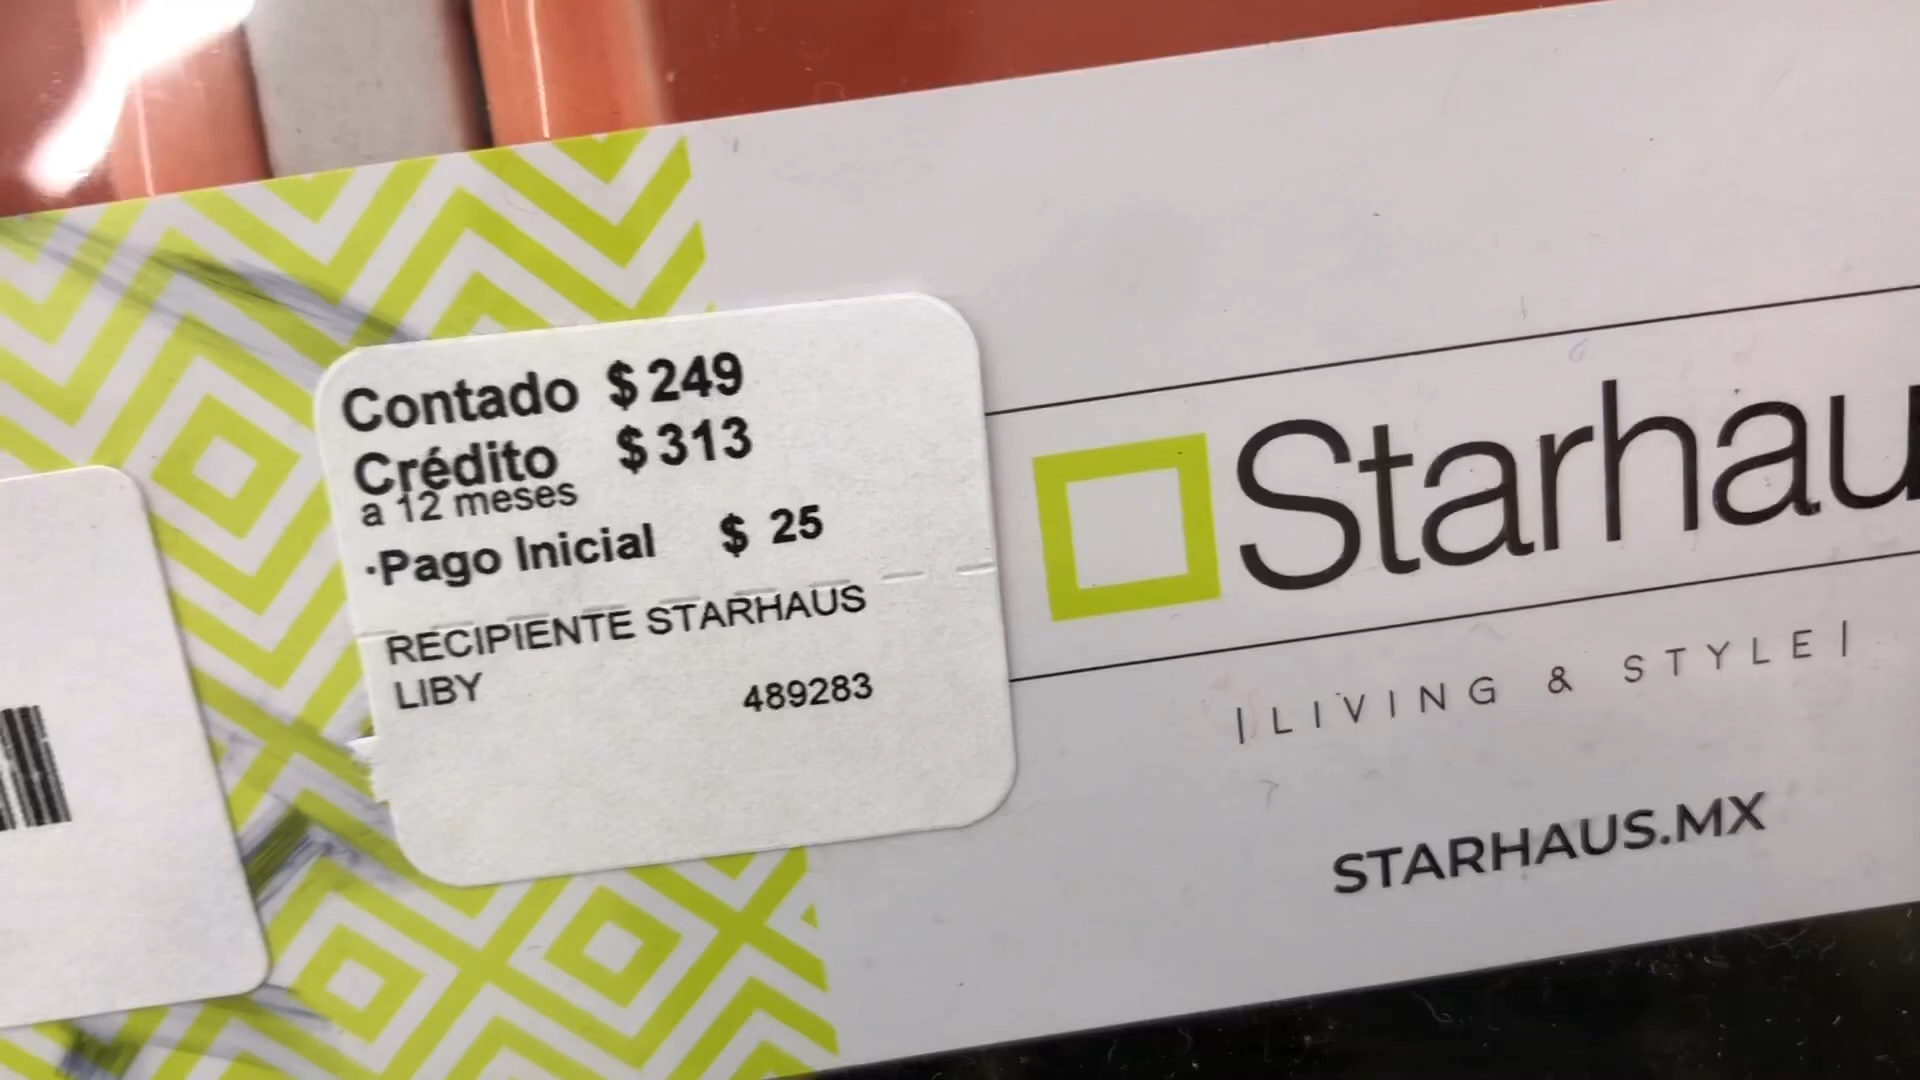 Contado $249
Crédito $313
a 12 meses
·Pago Inicial $ 25
RECIPIENTE STARHAUS
LIBY 489283
Starhau
|LIVING & STYLE|
STARHAUS.MX